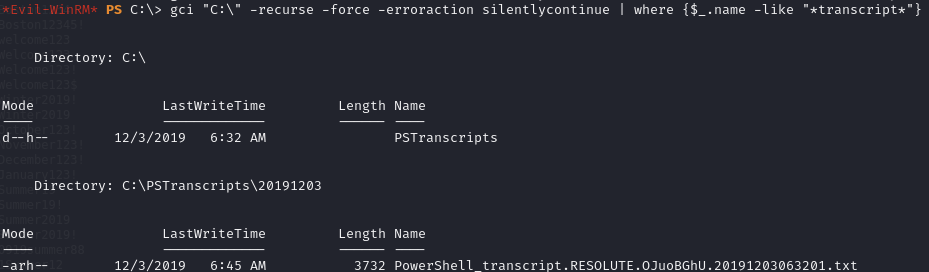 *Evil-WinRM* PS C:\> gci "C:\" -recurse -force -erroraction silentlycontinue | where {$_.name -like "*transcript*"}
Directory: C:\
Mode LastWriteTime Length Name
---- ------------- ------ ----
d--h-- 12/3/2019 6:32 AM PSTranscripts
Directory: C:\PSTranscripts\20191203
Mode LastWriteTime Length Name
---- ------------- ------ ----
-arh-- 12/3/2019 6:45 AM 3732 PowerShell_transcript.RESOLUTE.OJuoBGhU.20191203063201.txt